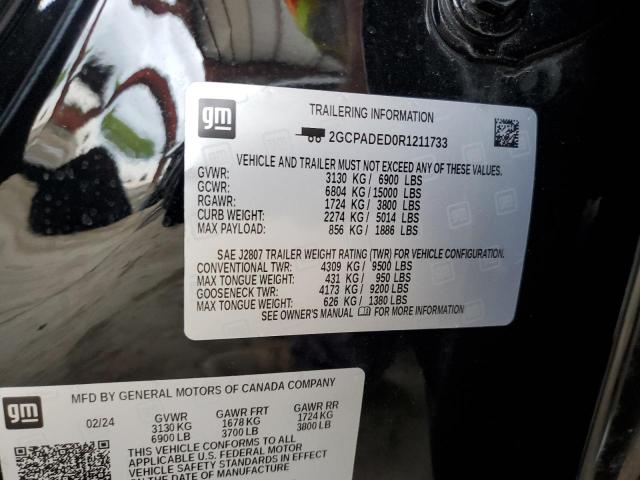 gm
TRAILERING INFORMATION
2GCPADED0R1211733
VEHICLE AND TRAILER MUST NOT EXCEED ANY OF THESE VALUES.
GVWR: 3130 KG / 6900 LBS
GCWR: 6804 KG / 15000 LBS
RGAWR: 1724 KG / 3800 LBS
CURB WEIGHT: 2274 KG / 5014 LBS
MAX PAYLOAD: 856 KG / 1886 LBS
SAE J2807 TRAILER WEIGHT RATING (TWR) FOR VEHICLE CONFIGURATION.
CONVENTIONAL TWR: 4309 KG / 9500 LBS
MAX TONGUE WEIGHT: 431 KG / 950 LBS
GOOSENECK TWR: 4173 KG / 9200 LBS
MAX TONGUE WEIGHT: 626 KG / 1380 LBS
SEE OWNER'S MANUAL FOR MORE INFORMATION
gm
MFD BY GENERAL MOTORS OF CANADA COMPANY
02/24 GVWR GAWR FRT GAWR RR
3130 KG 1678 KG 1724 KG
6900 LB 3700 LB 3800 LB
THIS VEHICLE CONFORMS TO ALL
APPLICABLE U.S. FEDERAL MOTOR
VEHICLE SAFETY STANDARDS IN EFFECT
ON THE DATE OF MANUFACTURE